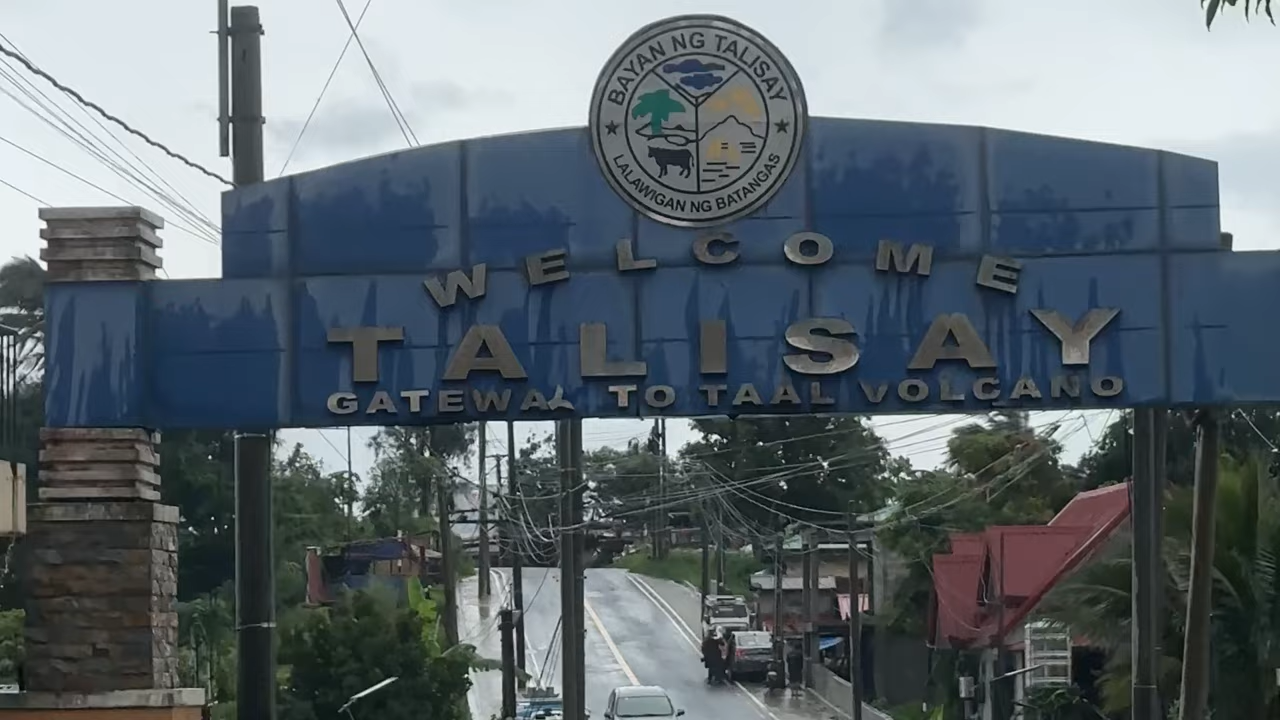 BAYAN NG TALISAY
LALAWIGAN NG BATANGAS
WELCOME
TALISAY
GATEWAY TO TAAL VOLCANO